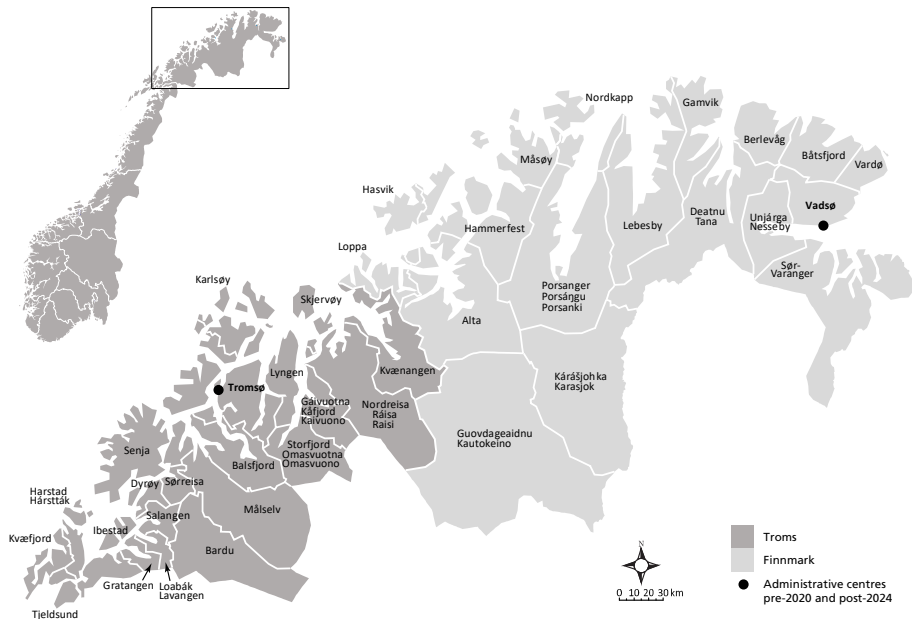 Nordkapp
Gamvik
Berlevåg
Båtsfjord
Vardø
Måsøy
Hasvik
Vadsø
Deatnu
Tana
Unjárga
Nesseby
Hammerfest
Lebesby
Loppa
Sør-
Varanger
Karlsøy
Skjervøy
Porsanger
Porsáŋgu
Porsanki
Alta
Lyngen
Kvænangen
Kárášjohka
Karasjok
Tromsø
Gáivuotna
Kåfjord
Kaivuono
Nordreisa
Ráisa
Raisi
Guovdageaidnu
Kautokeino
Storfjord
Omasvuotna
Omasvuono
Senja
Balsfjord
Dyrøy
Sørreisa
Harstad
Hárstták
Målselv
Salangen
Ibestad
Kvæfjord
Bardu
Gratangen
Loabák
Lavangen
Tjeldsund
N
0 10 20 30 km
Troms
Finnmark
Administrative centres
pre-2020 and post-2024